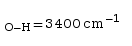 O–H = 3400 cm⁻¹